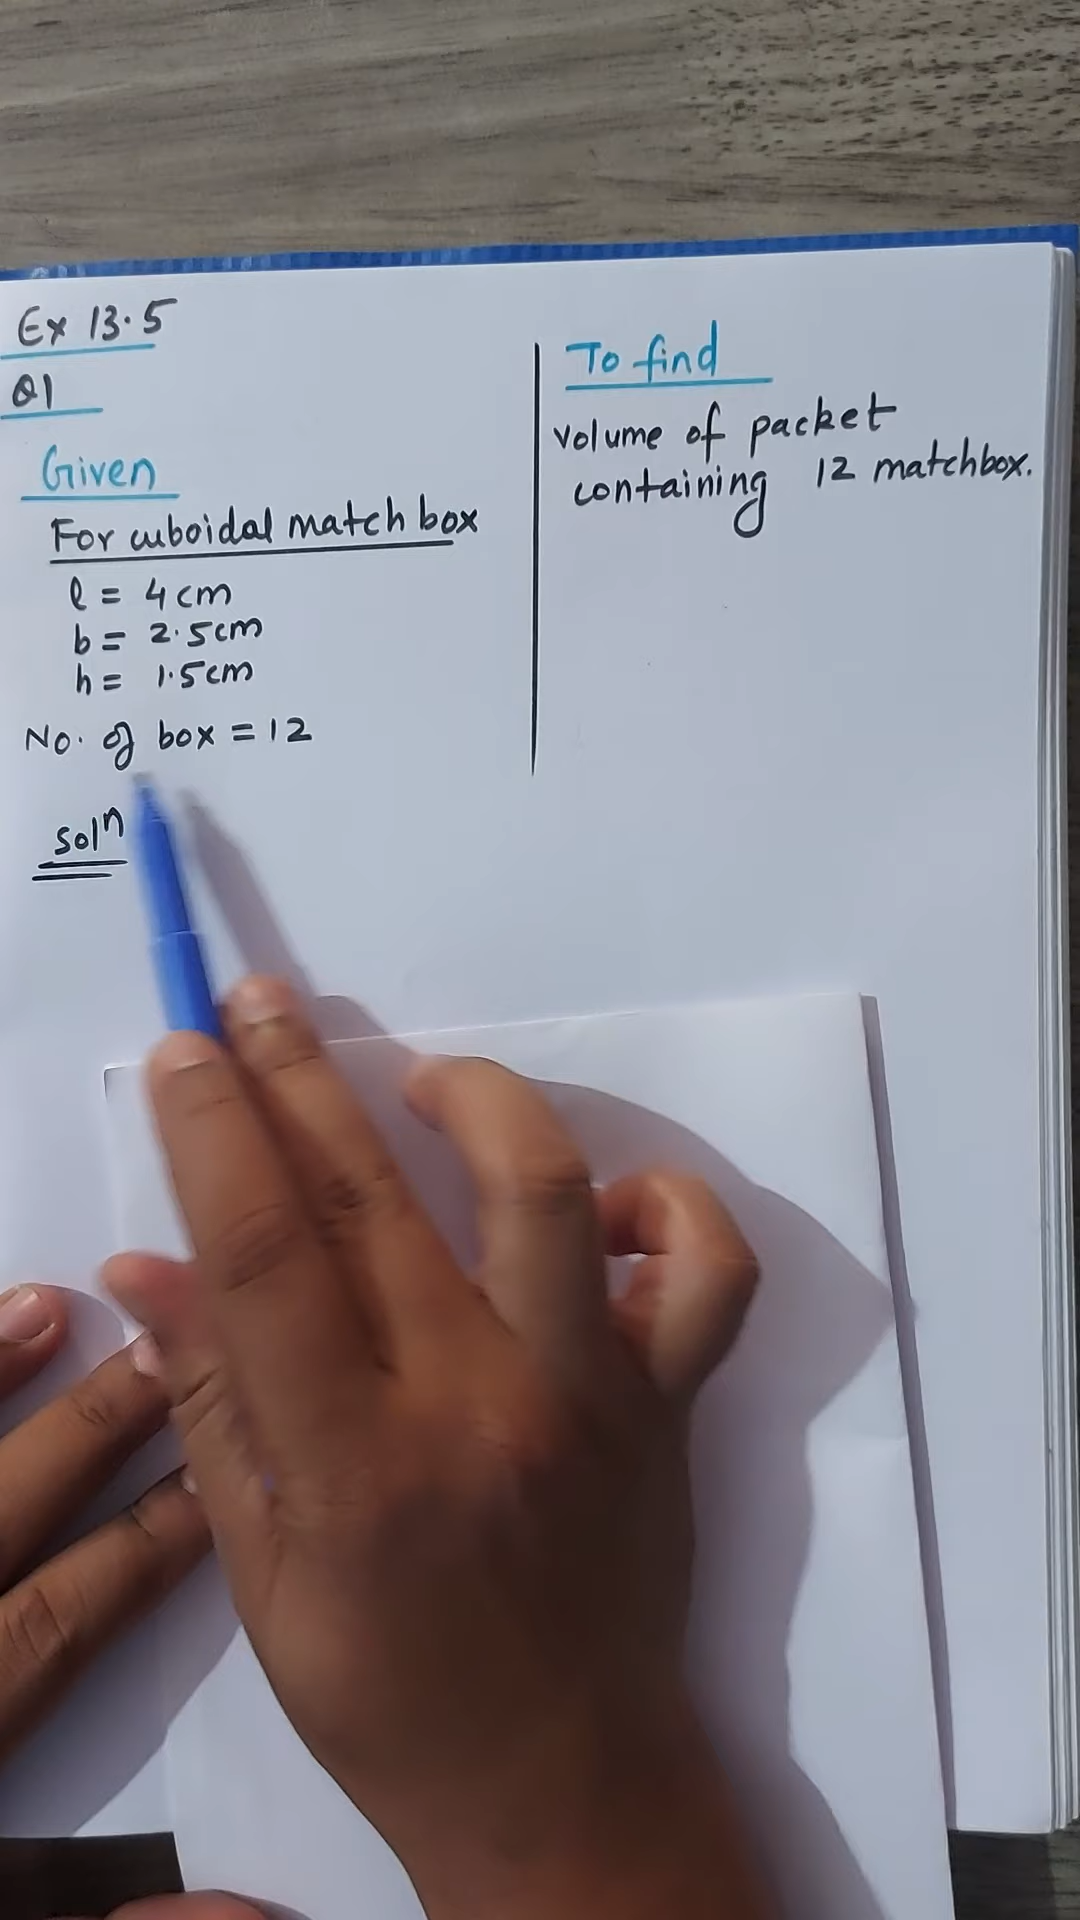 Ex 13.5
Q1
Given
For cuboidal match box
l = 4cm
b = 2.5cm
h = 1.5cm
No. of box = 12
Solⁿ
To find
volume of packet
containing 12 matchbox.